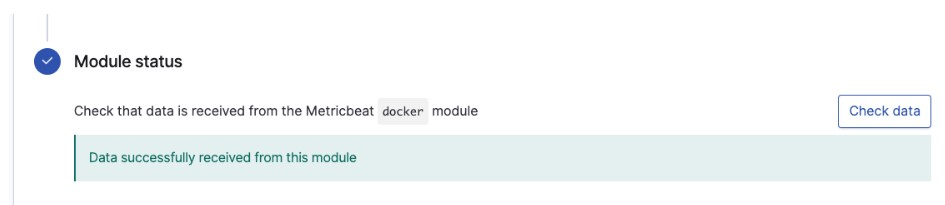 Module status
Check that data is received from the Metricbeat docker module
Check data
Data successfully received from this module